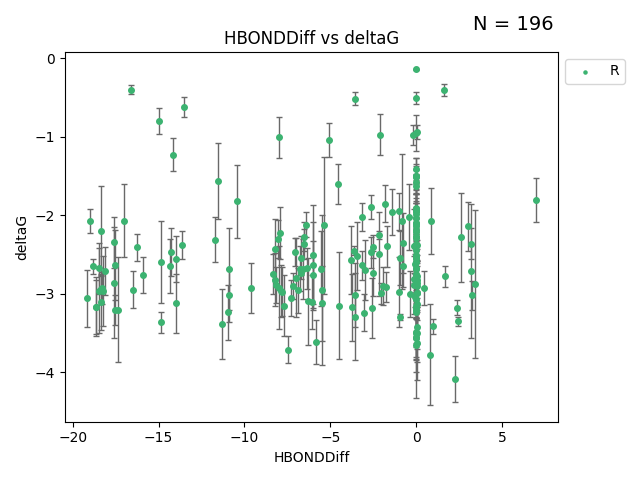 N = 196
HBONDDiff vs deltaG
R
0
−1
−2
−3
−4
deltaG
−20 −15 −10 −5 0 5
HBONDDiff